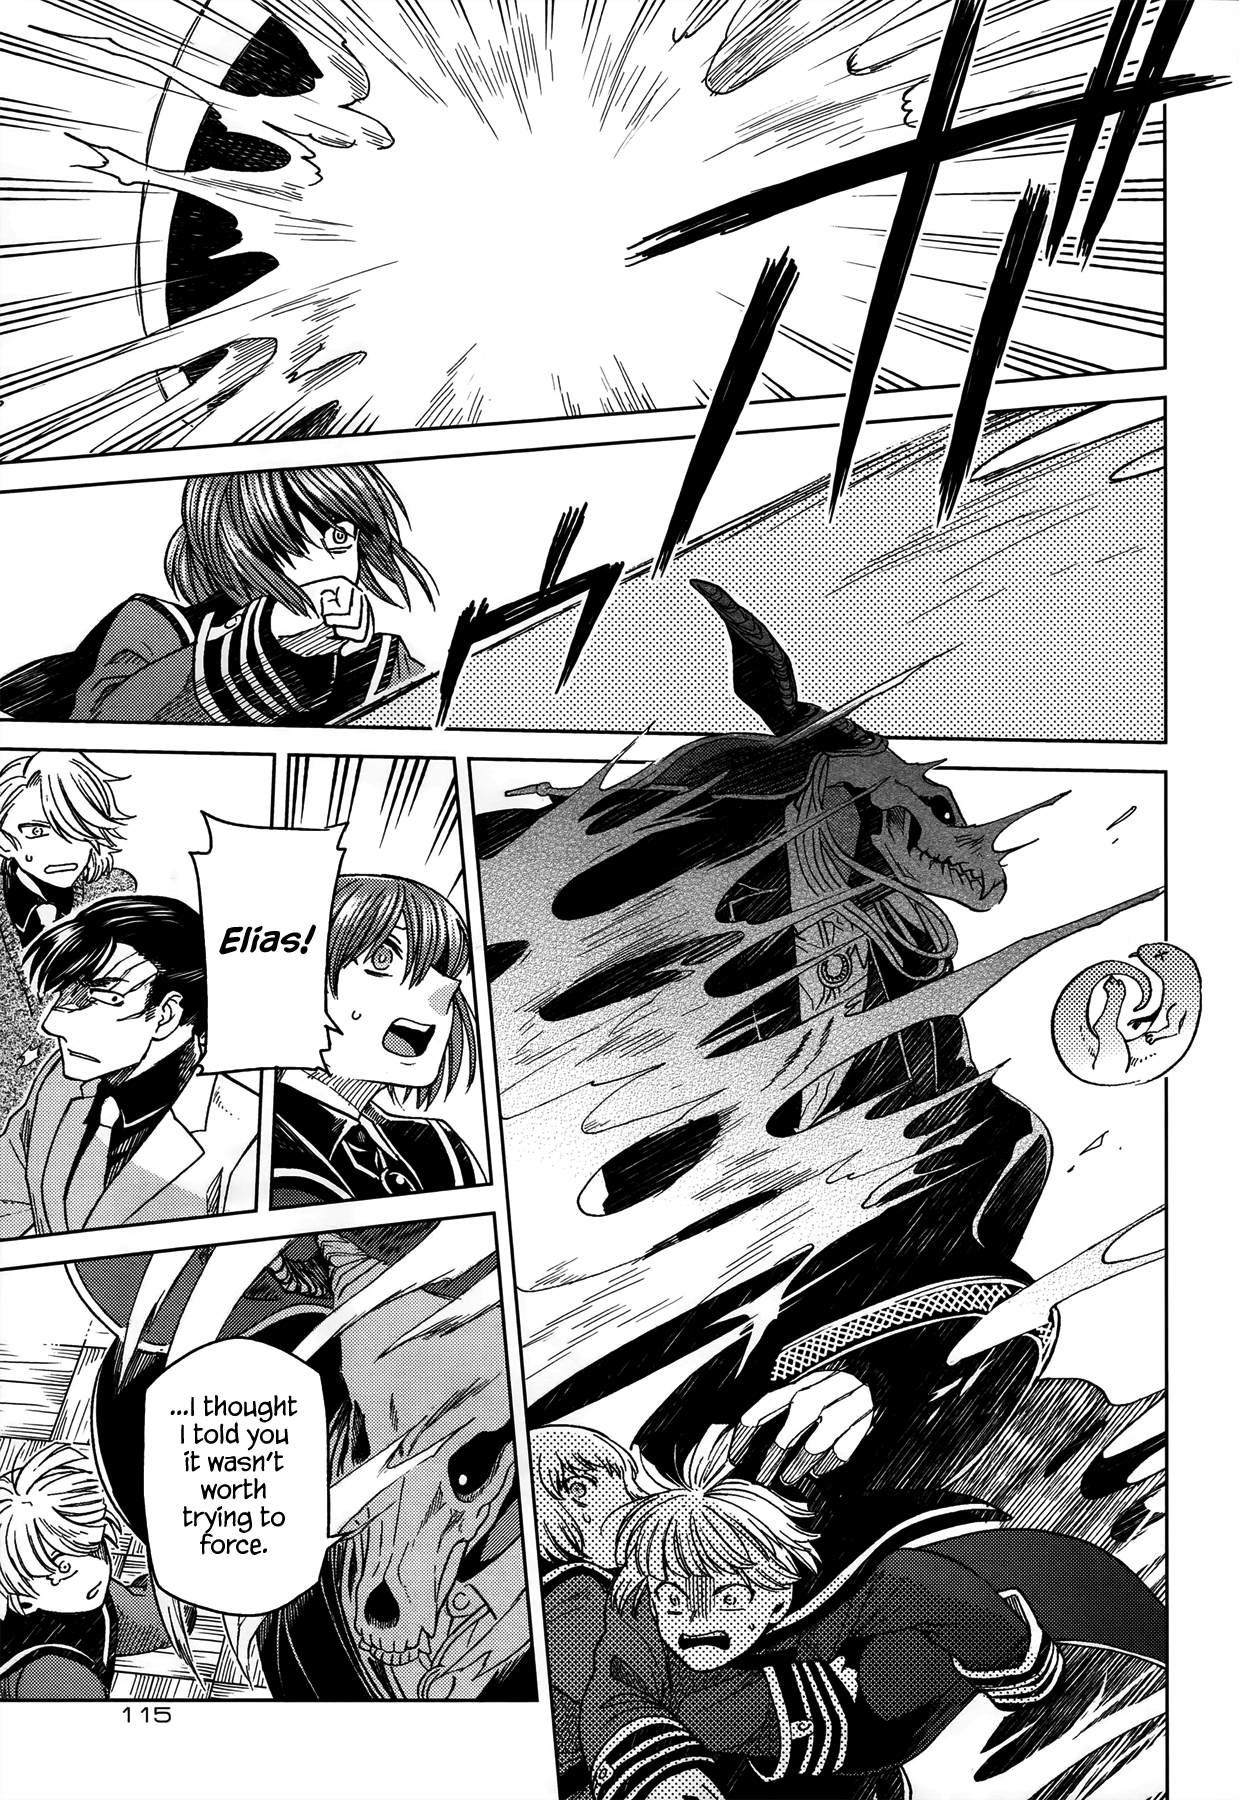 Elias!
...I thought
I told you
it wasn't
worth
trying to
force.
115